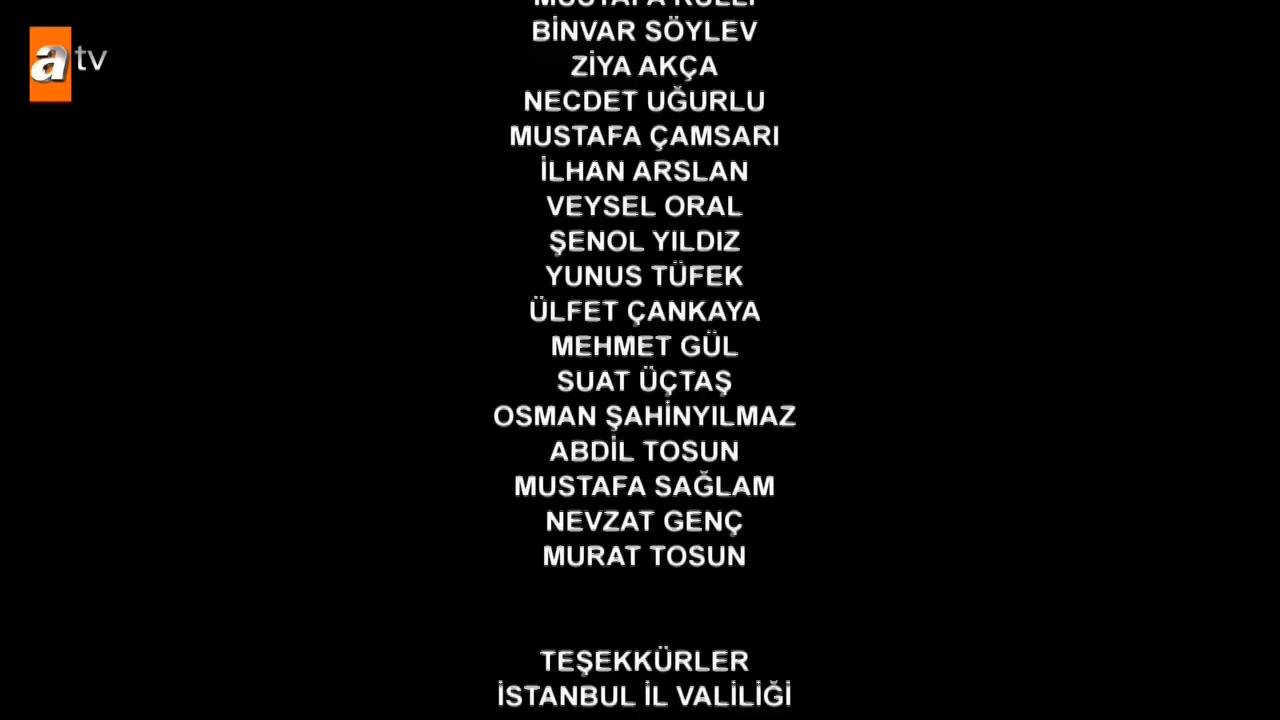 atv
BİNVAR SÖYLEV
ZİYA AKÇA
NECDET UĞURLU
MUSTAFA ÇAMSARI
İLHAN ARSLAN
VEYSEL ORAL
ŞENOL YILDIZ
YUNUS TÜFEK
ÜLFET ÇANKAYA
MEHMET GÜL
SUAT ÜÇTAŞ
OSMAN ŞAHİNYILMAZ
ABDİL TOSUN
MUSTAFA SAĞLAM
NEVZAT GENÇ
MURAT TOSUN
TEŞEKKÜRLER
İSTANBUL İL VALİLİĞİ